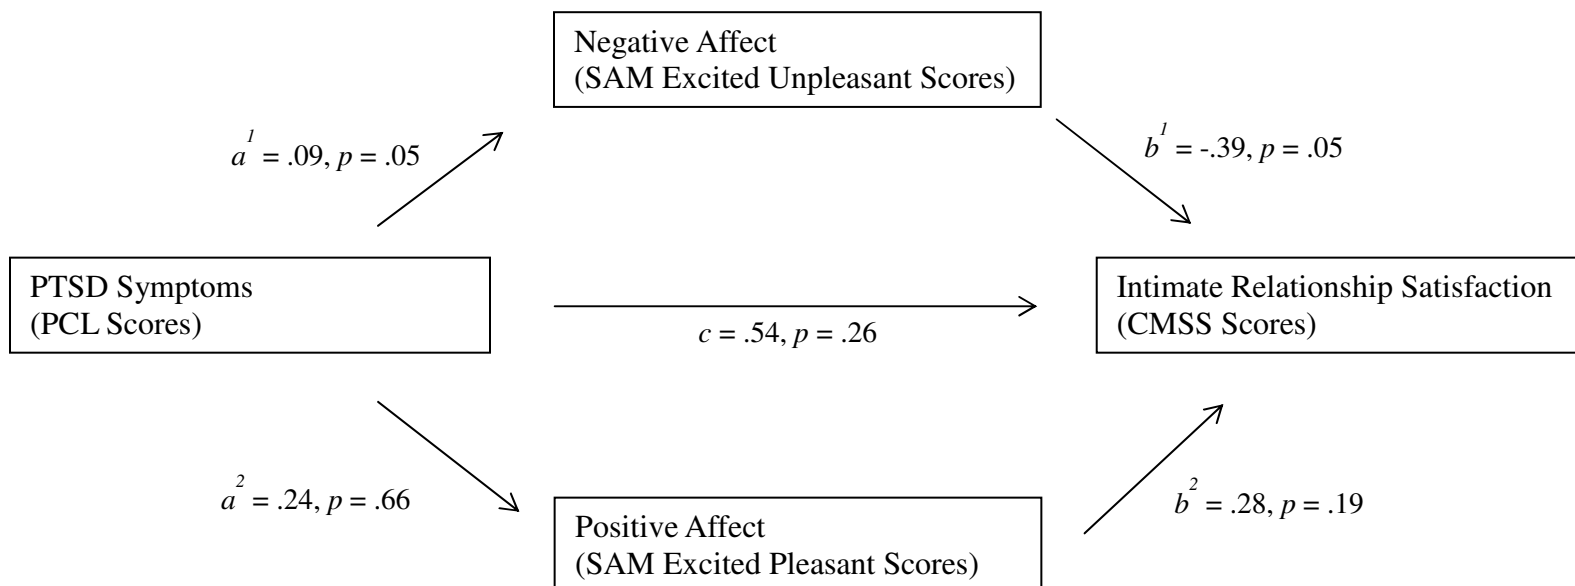 Negative Affect
(SAM Excited Unpleasant Scores)
a¹ = .09, p = .05
b¹ = -.39, p = .05
PTSD Symptoms
(PCL Scores)
c = .54, p = .26
Intimate Relationship Satisfaction
(CMSS Scores)
a² = .24, p = .66
b² = .28, p = .19
Positive Affect
(SAM Excited Pleasant Scores)